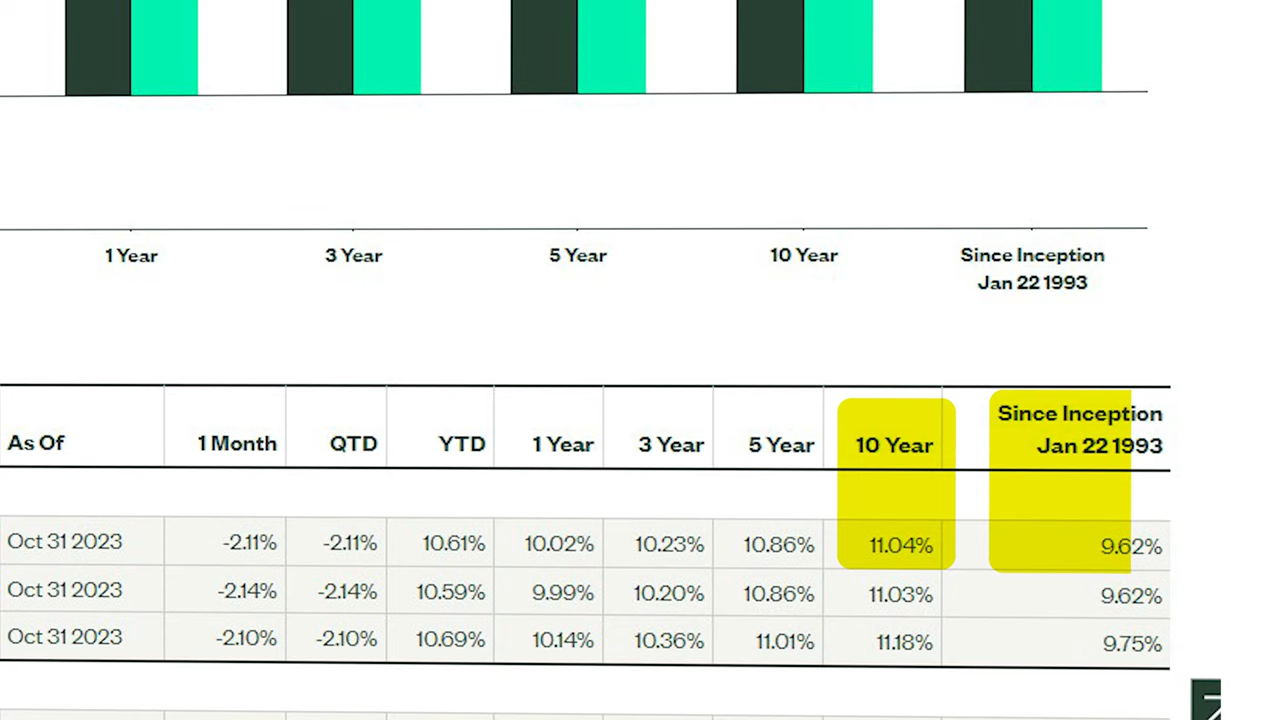 1 Year 3 Year 5 Year 10 Year Since Inception
Jan 22 1993
Since Inception
As Of 1 Month QTD YTD 1 Year 3 Year 5 Year 10 Year Jan 22 1993
Oct 31 2023 -2.11% -2.11% 10.61% 10.02% 10.23% 10.86% 11.04% 9.62%
Oct 31 2023 -2.14% -2.14% 10.59% 9.99% 10.20% 10.86% 11.03% 9.62%
Oct 31 2023 -2.10% -2.10% 10.69% 10.14% 10.36% 11.01% 11.18% 9.75%